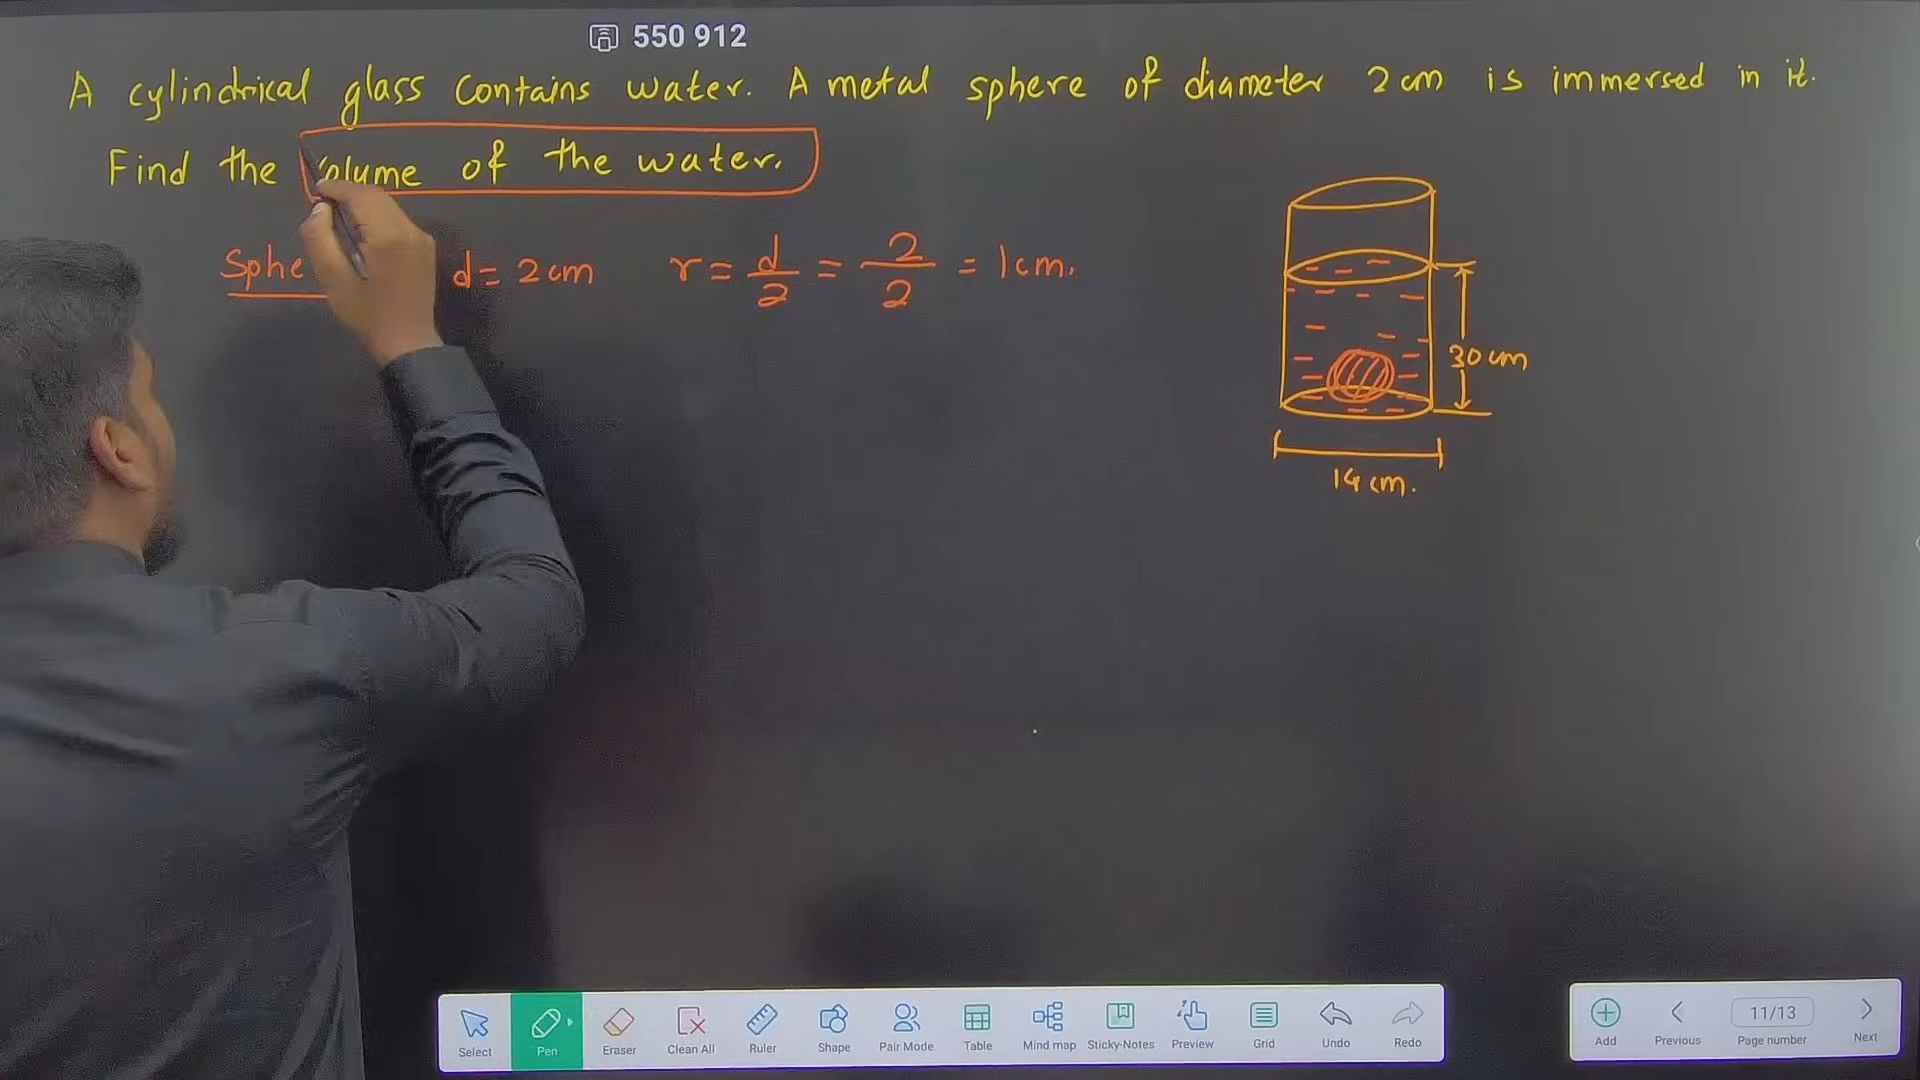 550 912
A cylindrical glass contains water. A metal sphere of diameter 2 cm is immersed in it.
Find the volume of the water.
Sphe d = 2 cm r = d/2 = 2/2 = 1 cm.
30 cm
14 cm.
Select Pen Eraser Clean All Ruler Shape Pair Mode Table Mind map Sticky-Notes Preview Grid Undo Redo
Add Previous 11/13 Page number Next